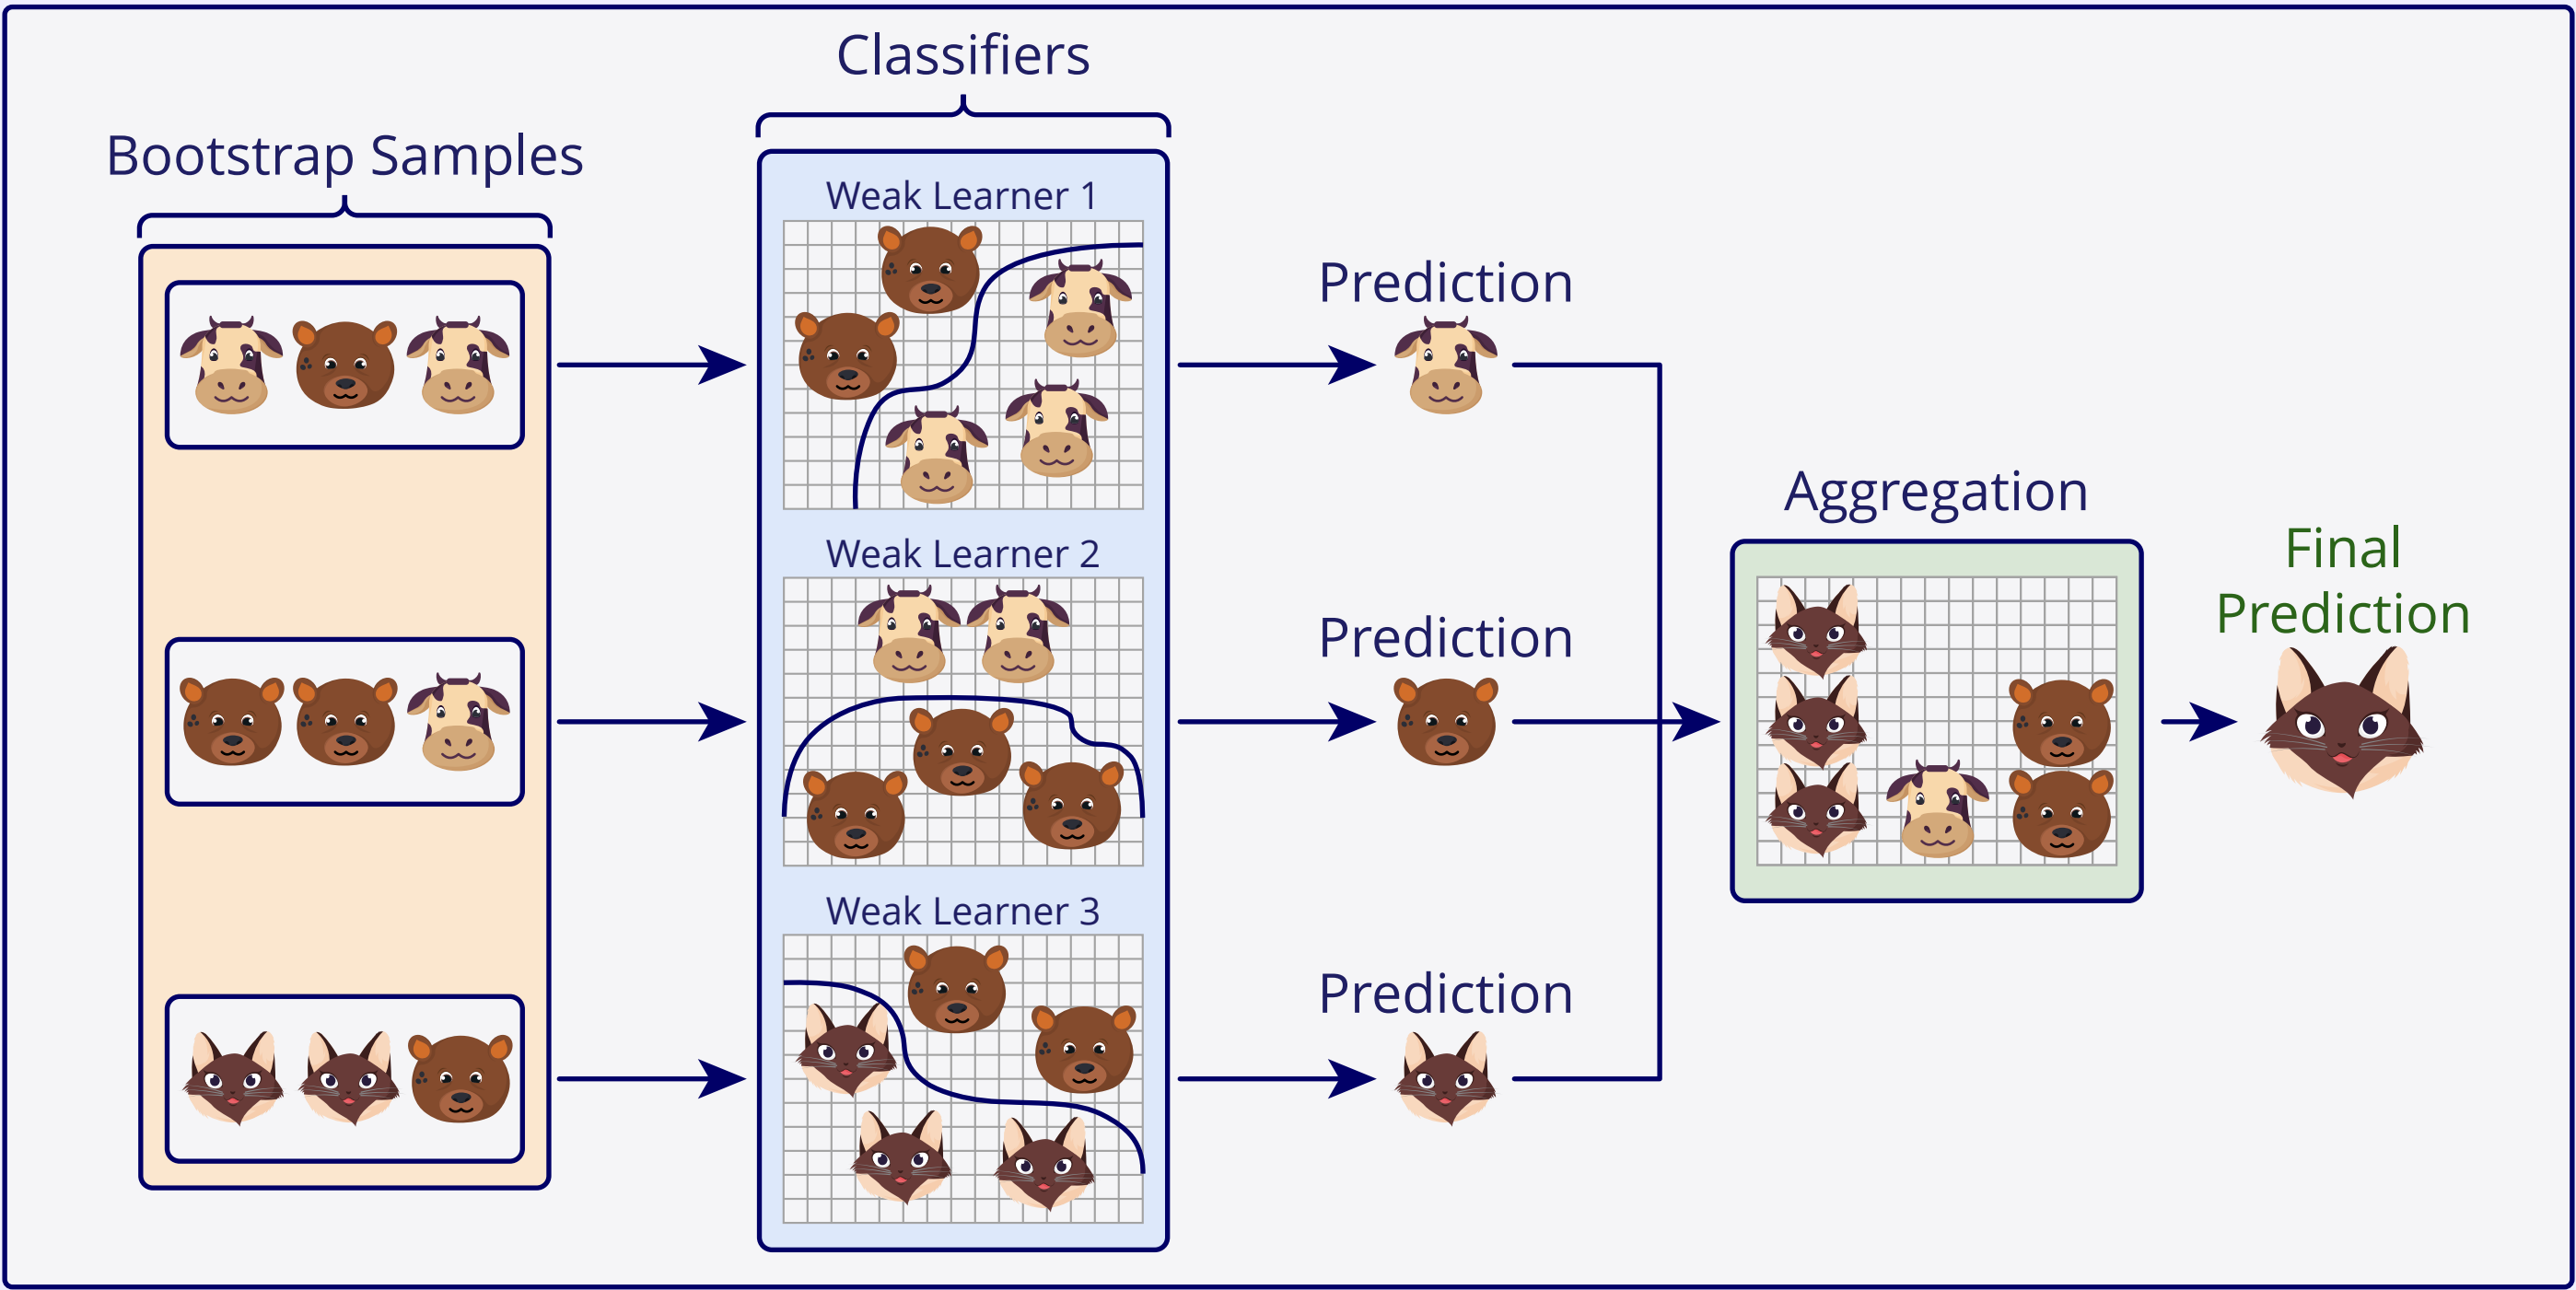 Classifiers
Bootstrap Samples
Weak Learner 1
Prediction
Aggregation
Final
Prediction
Weak Learner 2
Prediction
Weak Learner 3
Prediction